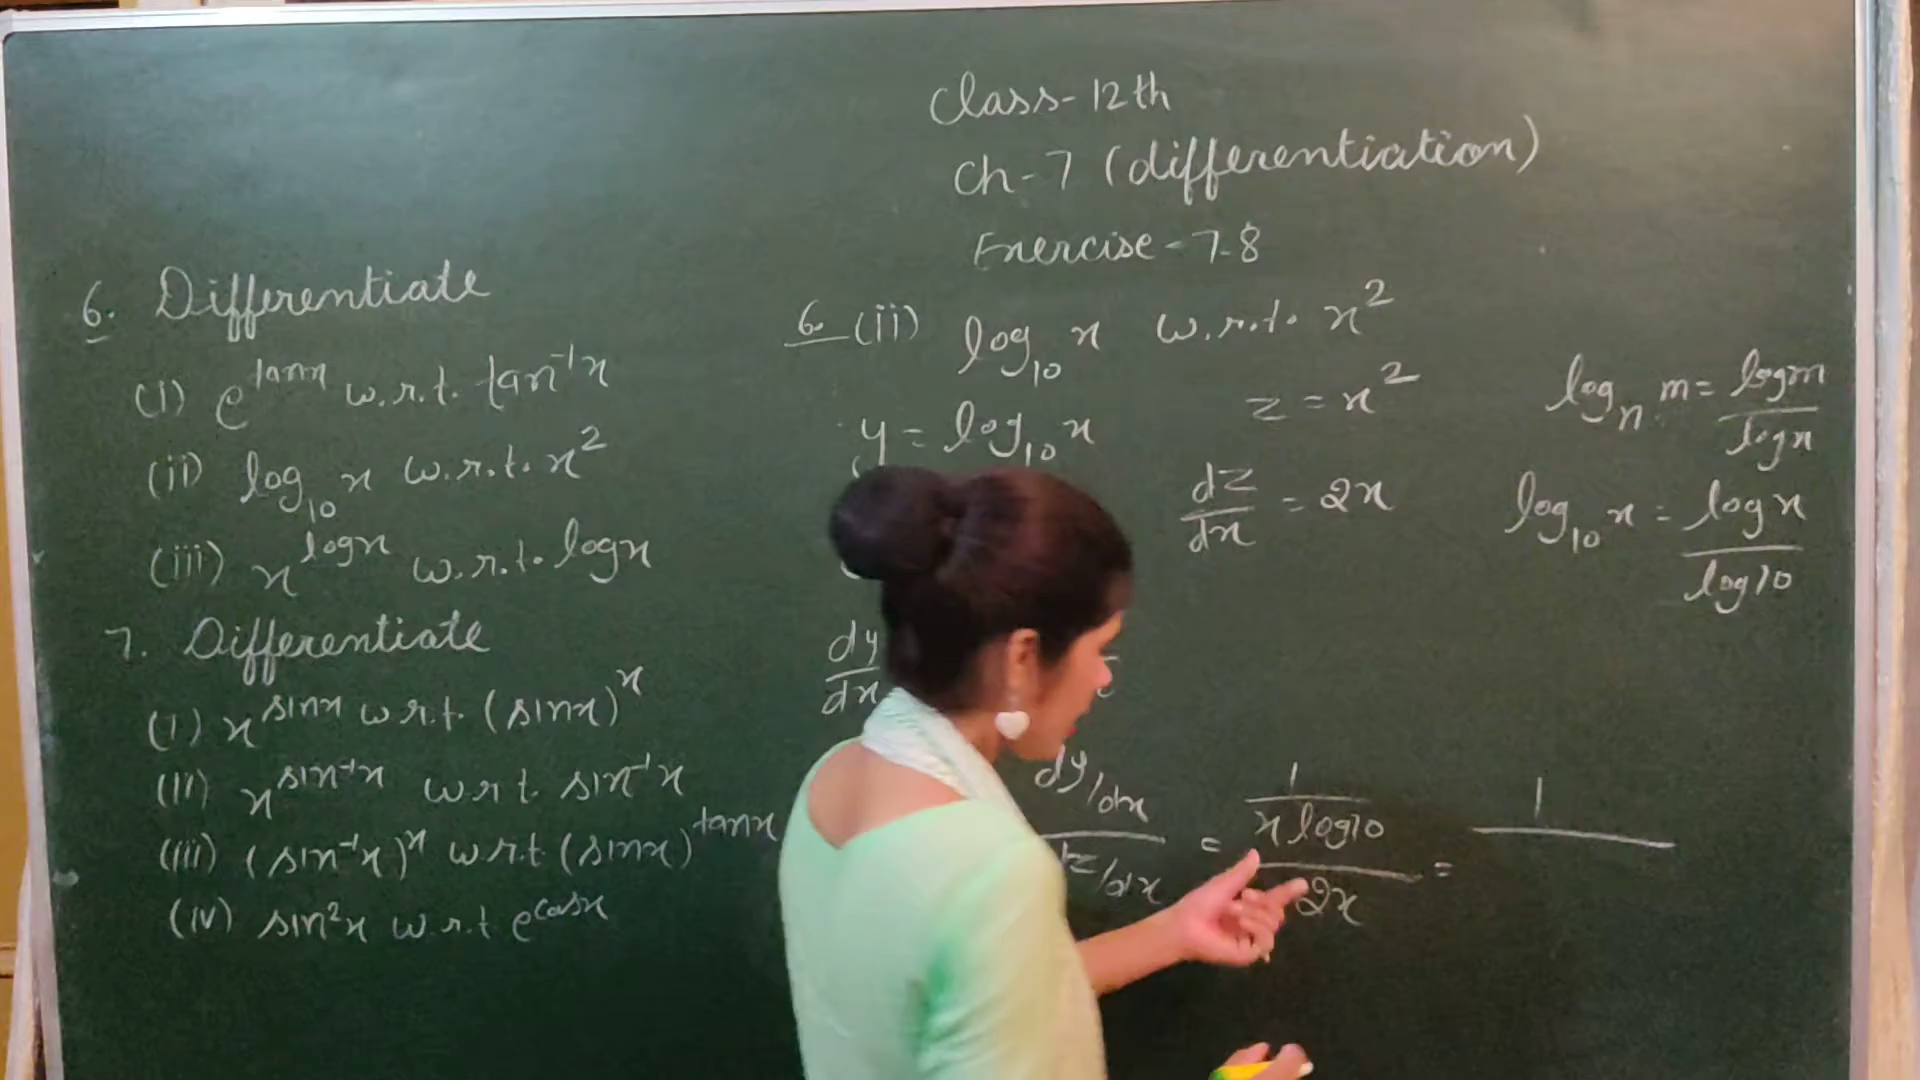 Class-12th
Ch-7 (differentiation)
Exercise-7.8
6. Differentiate
(i) e^tanx w.r.t. tan⁻¹x
(ii) log₁₀x w.r.t. x²
(iii) x^logx w.r.t. logx
7. Differentiate
(i) x^sinx w r.t. (sinx)^x
(ii) x^sin⁻¹x w r t. sin⁻¹x
(iii) (sin⁻¹x)^x w r.t (sinx)^tanx
(iv) sin²x w.r.t e^cosx
6. (ii) log₁₀x w.r.t. x²
y = log₁₀x
z = x²
dz/dx = 2x
dy/dx
dy/dx / dz/dx = 1/(x log10) / 2x = 1/
logₙ m = logm/logn
log₁₀x = logx/log10